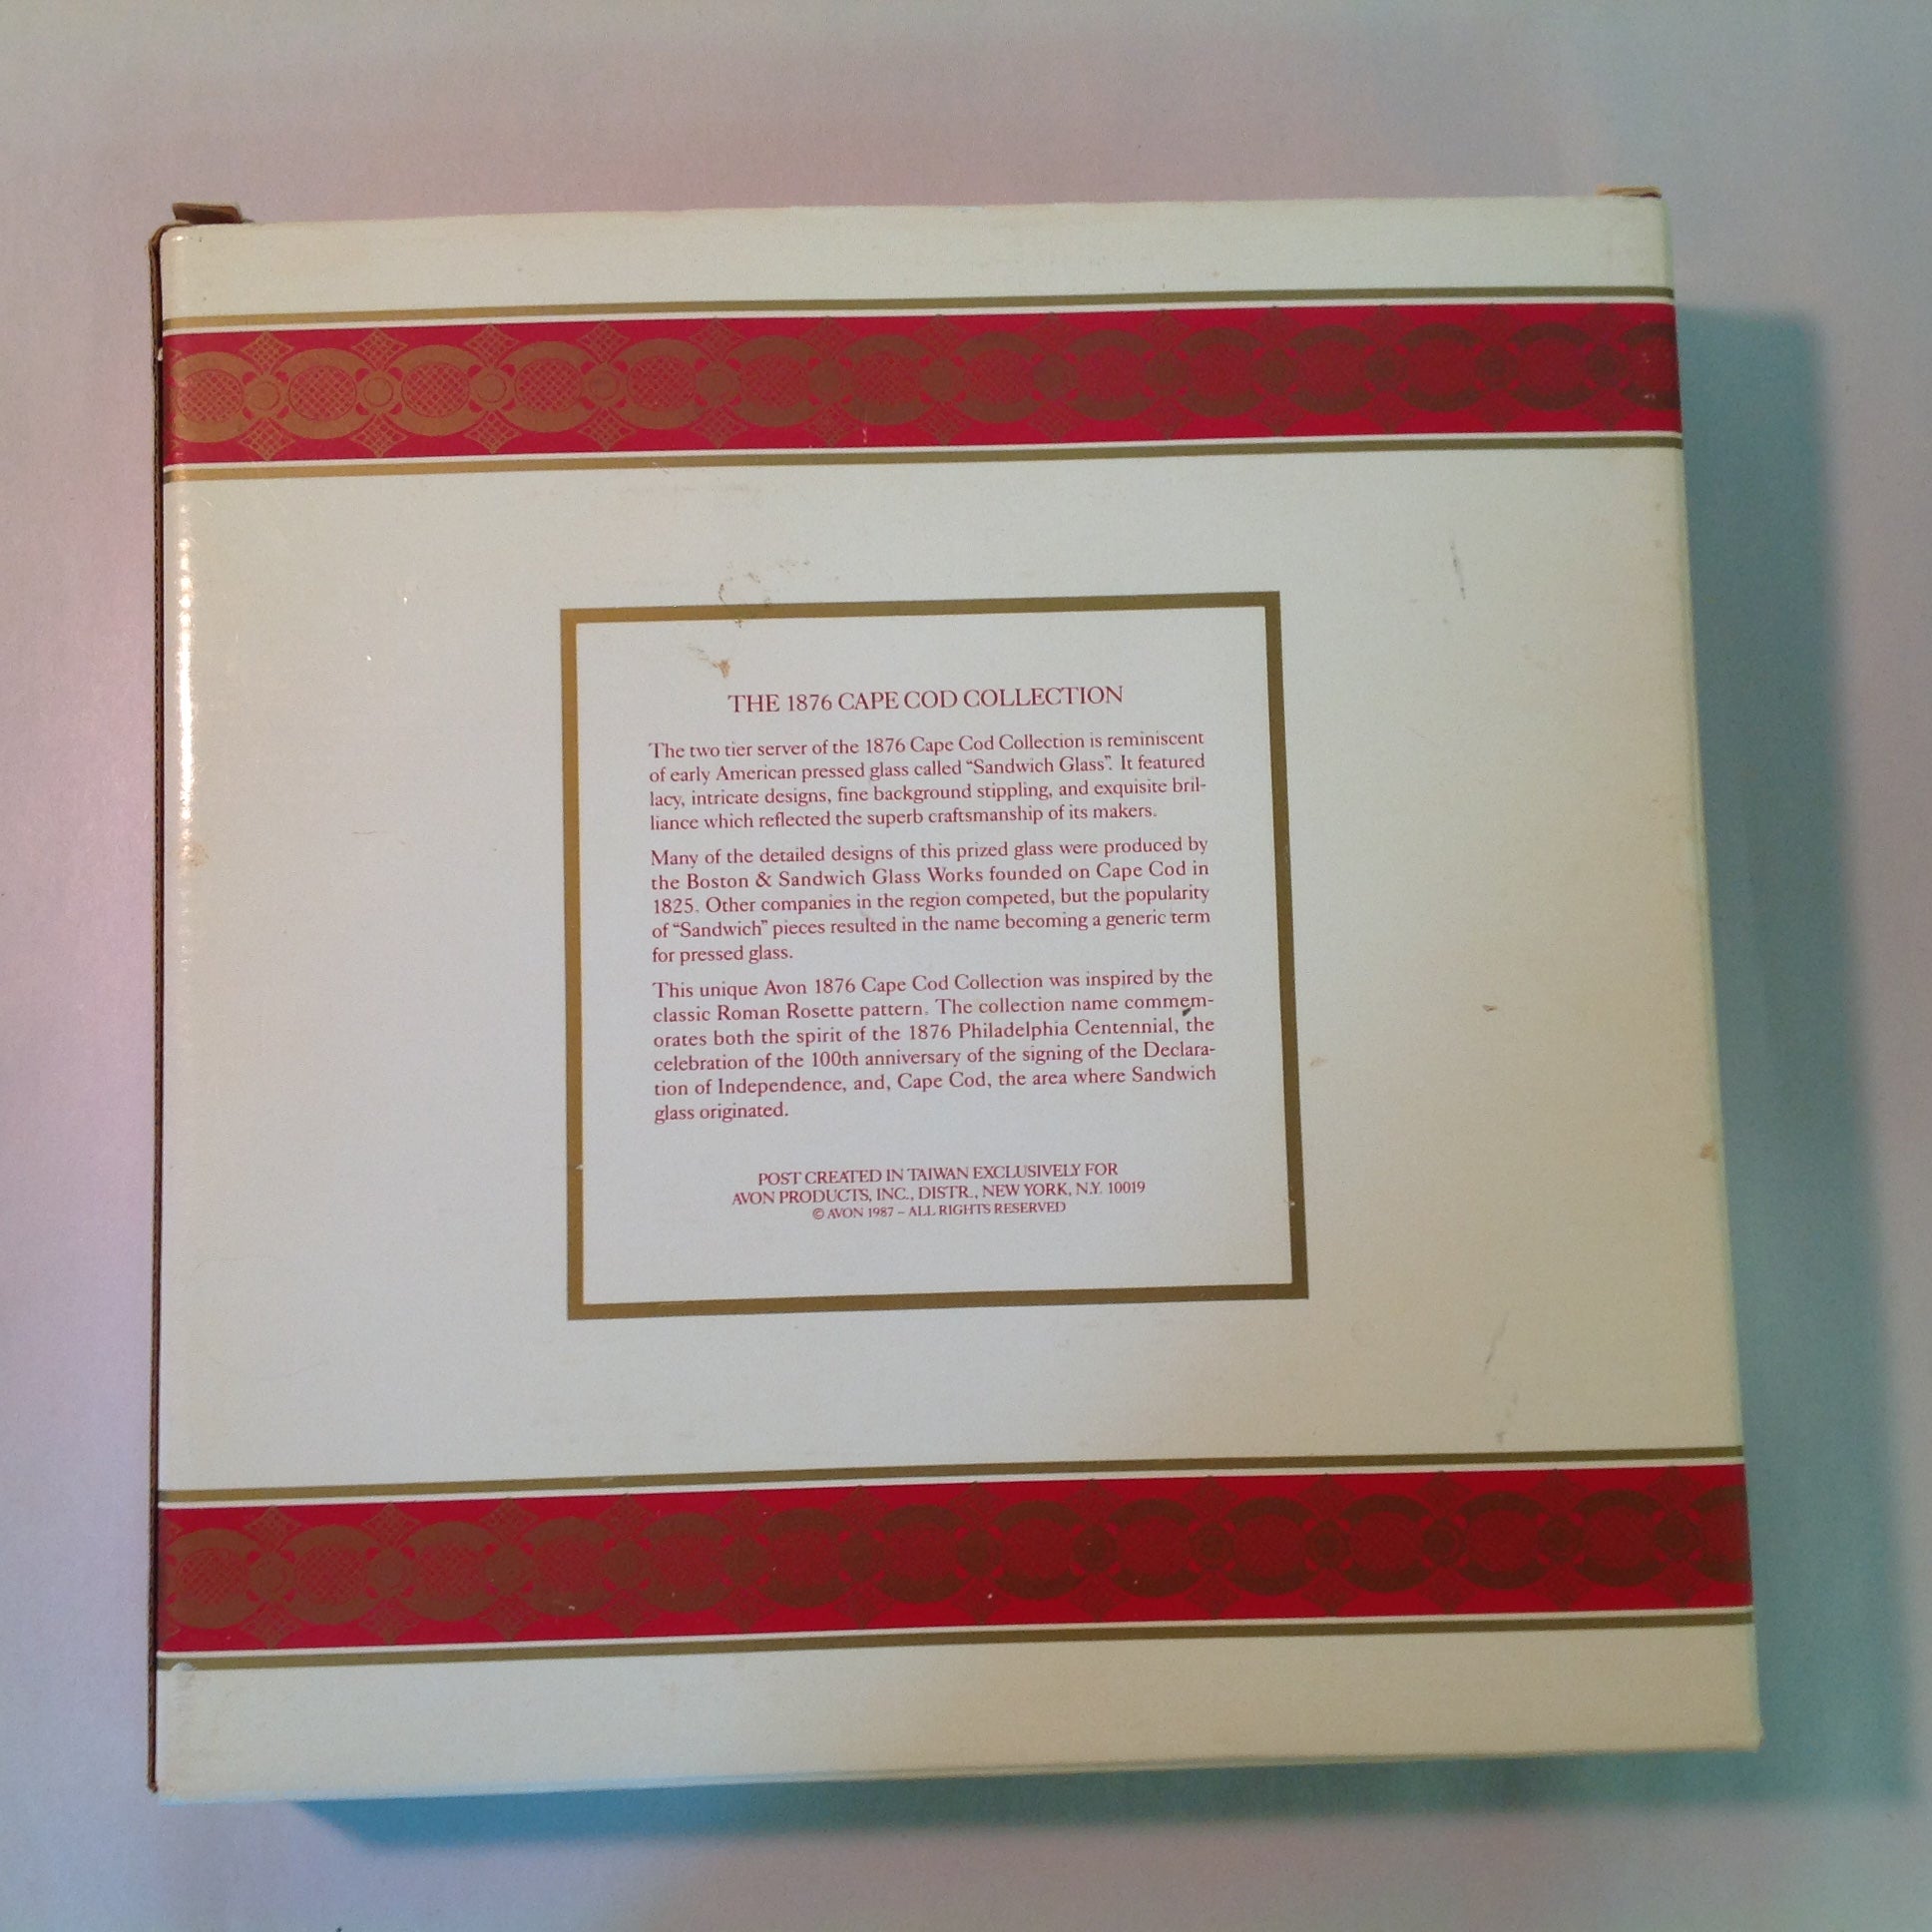 THE 1876 CAPE COD COLLECTION
The two tier server of the 1876 Cape Cod Collection is reminiscent
of early American pressed glass called “Sandwich Glass”. It featured
lacy, intricate designs, fine background stippling, and exquisite bril-
liance which reflected the superb craftsmanship of its makers.
Many of the detailed designs of this prized glass were produced by
the Boston & Sandwich Glass Works founded on Cape Cod in
1825. Other companies in the region competed, but the popularity
of “Sandwich” pieces resulted in the name becoming a generic term
for pressed glass.
This unique Avon 1876 Cape Cod Collection was inspired by the
classic Roman Rosette pattern. The collection name commem-
orates both the spirit of the 1876 Philadelphia Centennial, the
celebration of the 100th anniversary of the signing of the Declara-
tion of Independence, and, Cape Cod, the area where Sandwich
glass originated.
POST CREATED IN TAIWAN EXCLUSIVELY FOR
AVON PRODUCTS, INC., DISTR., NEW YORK, N.Y. 10019
© AVON 1987 – ALL RIGHTS RESERVED